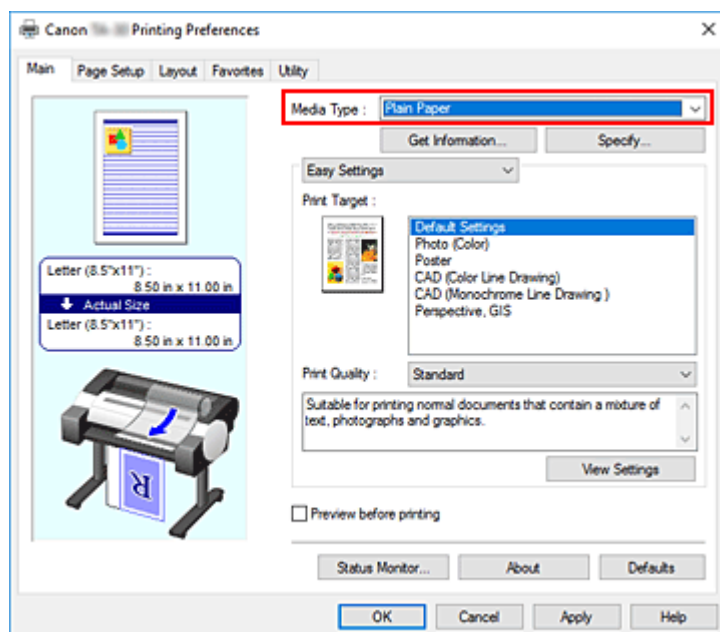 Canon Printing Preferences
Main Page Setup Layout Favorites Utility
Media Type : Plain Paper
Get Information... Specify...
Easy Settings
Print Target :
Default Settings
Photo (Color)
Poster
CAD (Color Line Drawing)
CAD (Monochrome Line Drawing )
Perspective, GIS
Letter (8.5"x11") :
8.50 in x 11.00 in
Actual Size
Letter (8.5"x11") :
8.50 in x 11.00 in
R
Print Quality : Standard
Suitable for printing normal documents that contain a mixture of
text, photographs and graphics.
View Settings
Preview before printing
Status Monitor... About Defaults
OK Cancel Apply Help